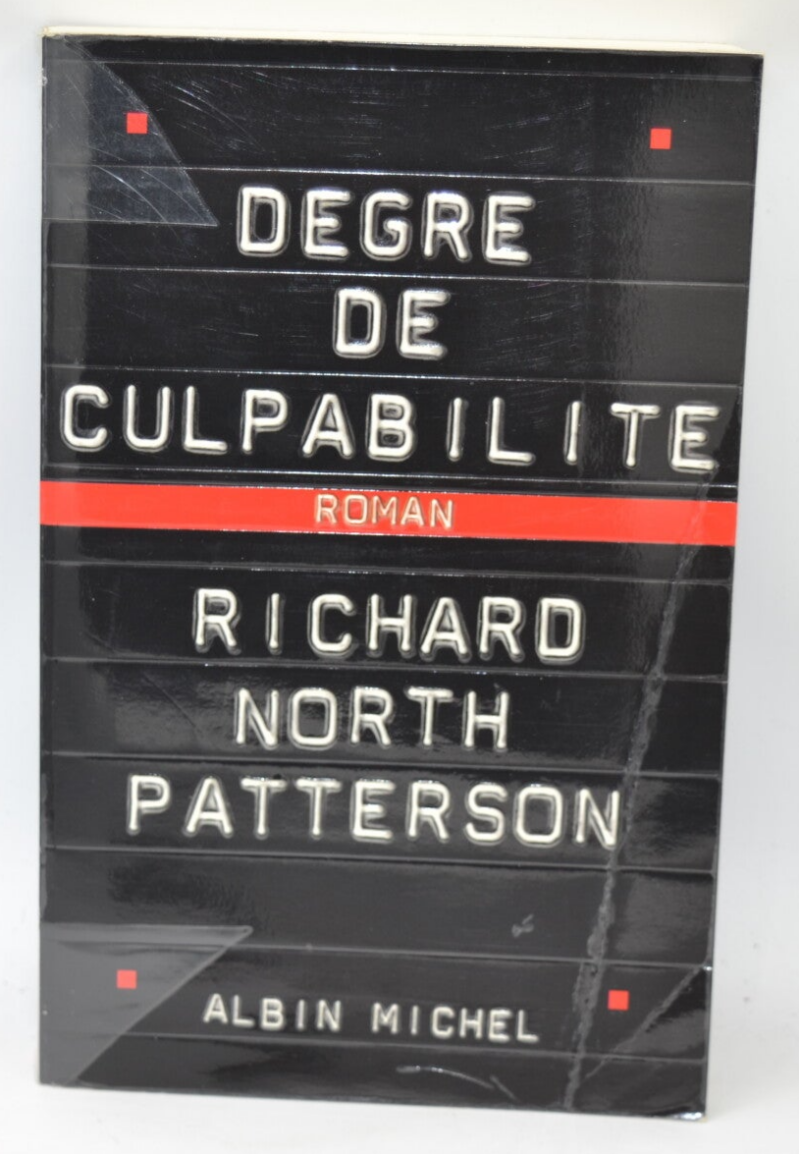 DEGRE
DE
CULPABILITE
ROMAN
RICHARD
NORTH
PATTERSON
ALBIN MICHEL